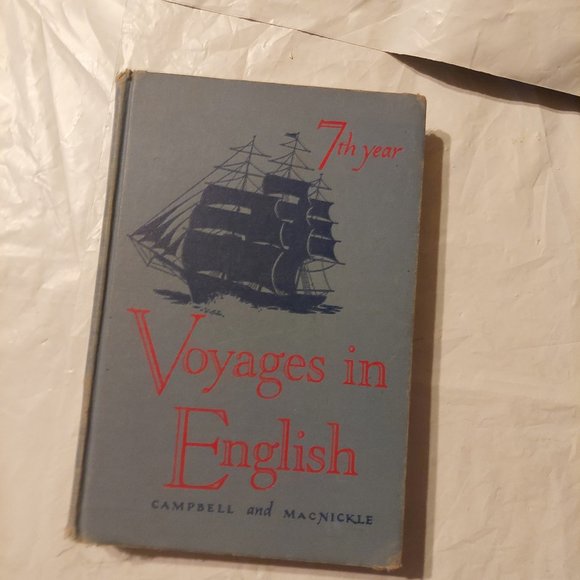 7th year
Voyages in
English
CAMPBELL and MACNICKLE